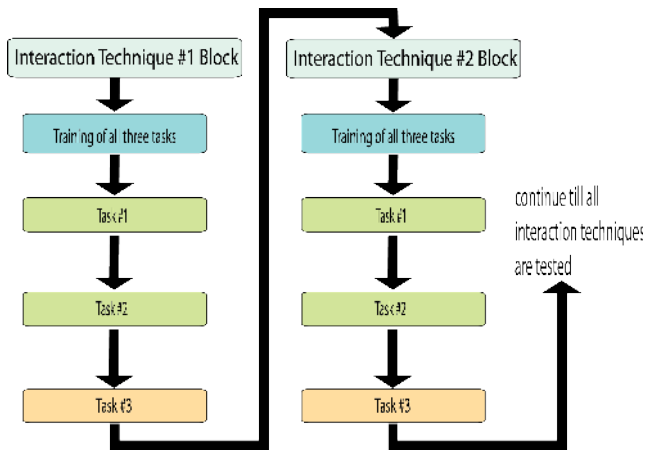 Interaction Technique #1 Block
Training of all three tasks
Task #1
Task #2
Task #3
Interaction Technique #2 Block
Training of all three tasks
Task #1
Task #2
Task #3
continue till all
interaction techniques
are tested